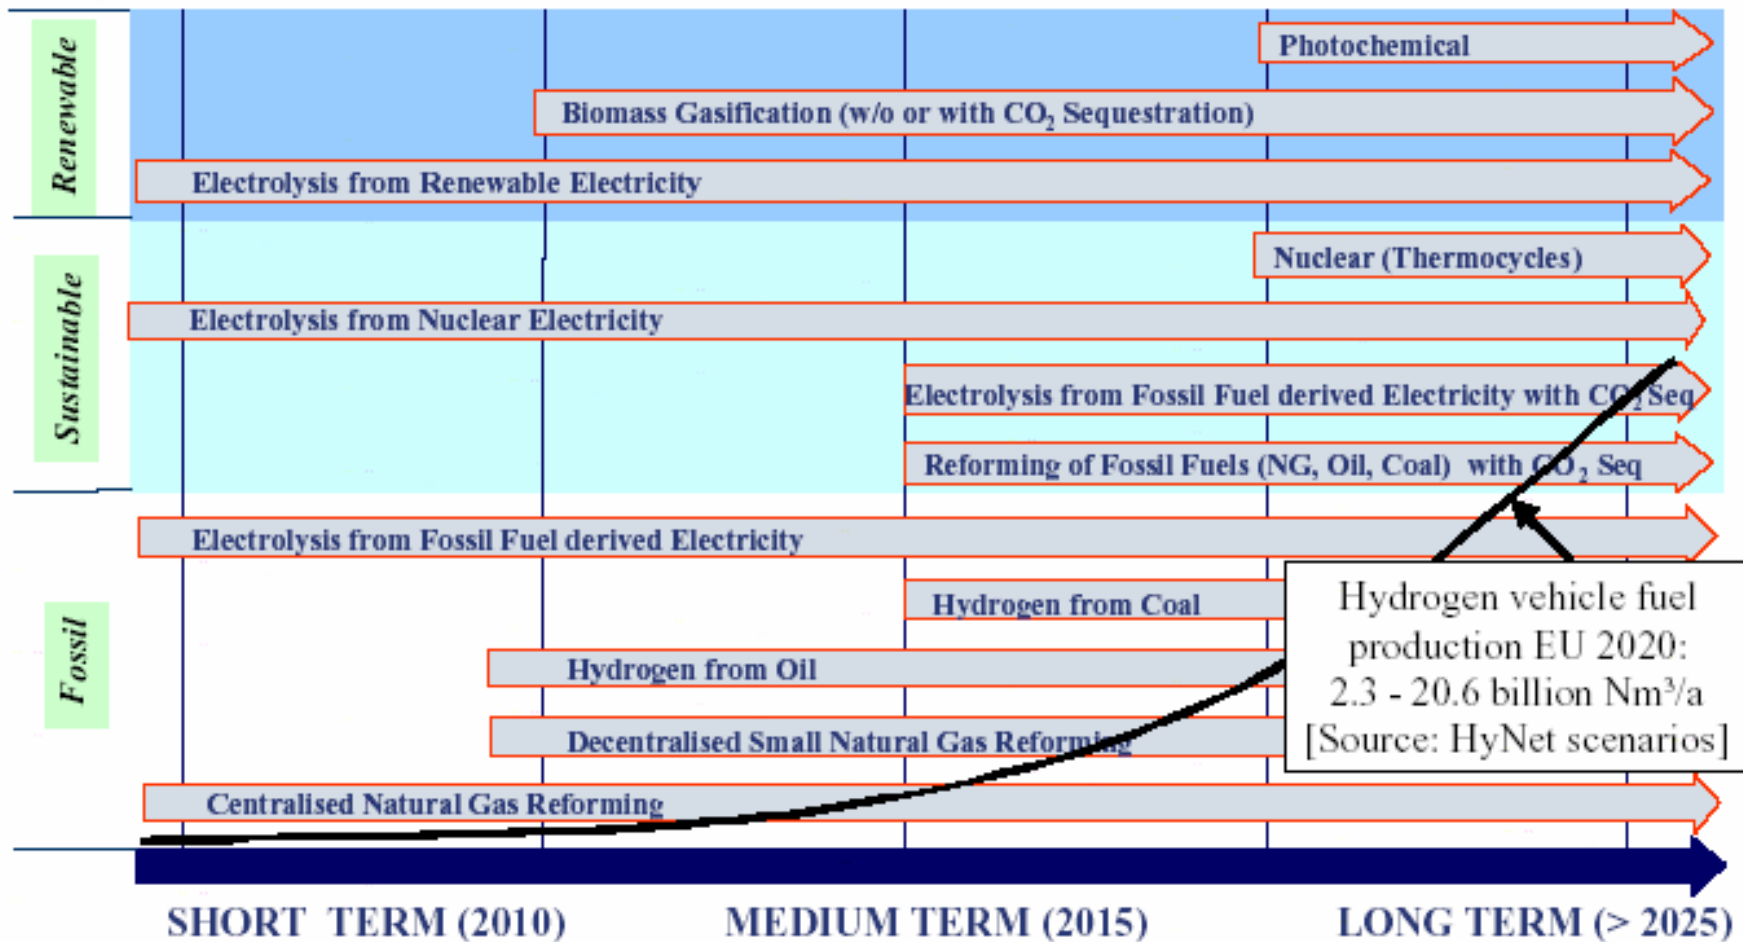 Renewable
Photochemical
Biomass Gasification (w/o or with CO₂ Sequestration)
Electrolysis from Renewable Electricity
Sustainable
Nuclear (Thermocycles)
Electrolysis from Nuclear Electricity
Electrolysis from Fossil Fuel derived Electricity with CO₂ Seq
Reforming of Fossil Fuels (NG, Oil, Coal) with CO₂ Seq
Fossil
Electrolysis from Fossil Fuel derived Electricity
Hydrogen from Coal
Hydrogen from Oil
Decentralised Small Natural Gas Reforming
Centralised Natural Gas Reforming
Hydrogen vehicle fuel
production EU 2020:
2.3 - 20.6 billion Nm³/a
[Source: HyNet scenarios]
SHORT TERM (2010) MEDIUM TERM (2015) LONG TERM (> 2025)